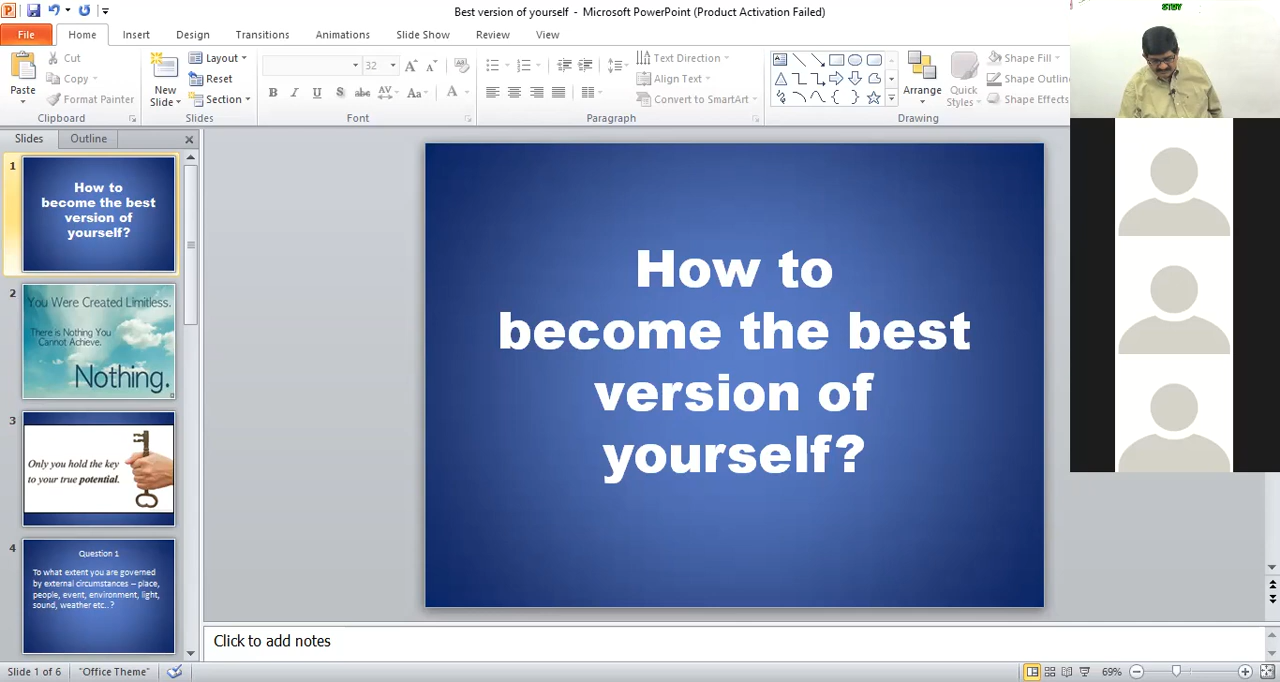 Best version of yourself - Microsoft PowerPoint (Product Activation Failed)
STDY
File Home Insert Design Transitions Animations Slide Show Review View
Paste
Cut
Copy
Format Painter
Clipboard
New
Slide
Layout
Reset
Section
Slides
32
B I U S abc AV Aa A
Font
Text Direction
Align Text
Convert to SmartArt
Paragraph
Arrange
Quick
Styles
Shape Fill
Shape Outlin
Shape Effects
Drawing
Slides Outline
1
How to
become the best
version of
yourself?
2
You Were Created Limitless.
There is Nothing You
Cannot Achieve.
Nothing.
3
Only you hold the key
to your true potential.
4
Question 1
To what extent you are governed
by external circumstances – place,
people, event, environment, light,
sound, weather etc..?
How to
become the best
version of
yourself?
Click to add notes
Slide 1 of 6 "Office Theme" 69%